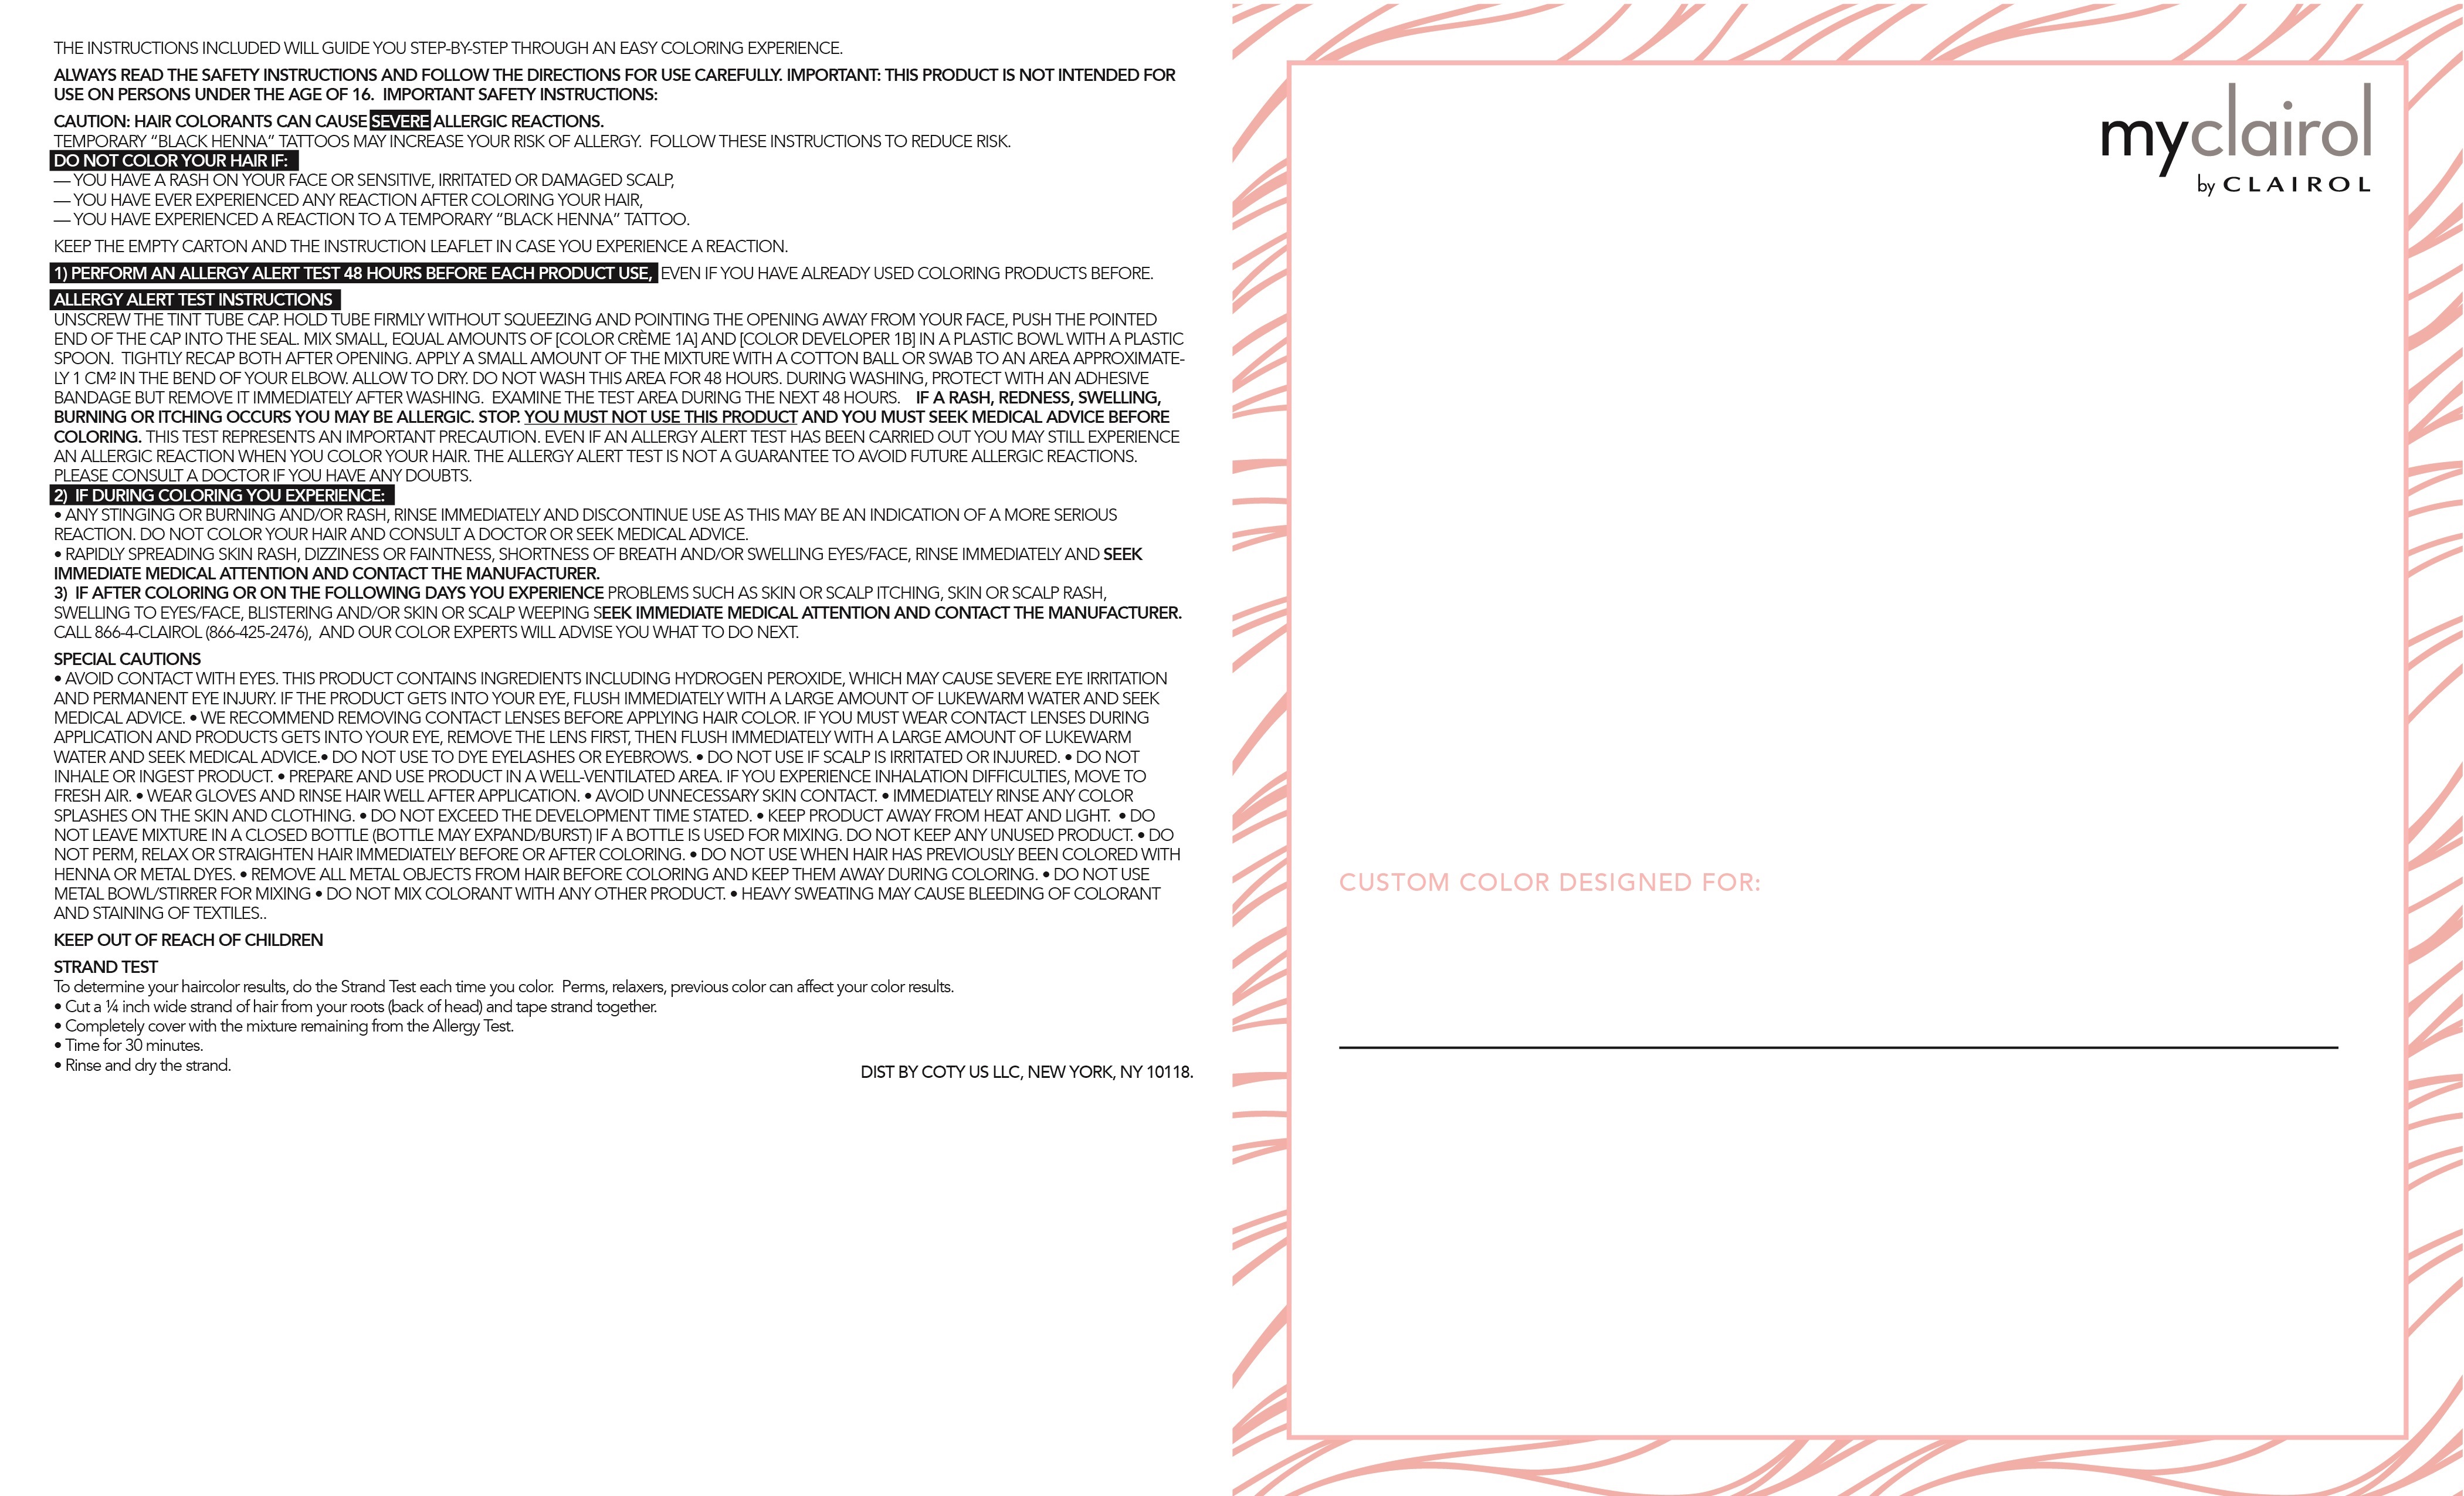 THE INSTRUCTIONS INCLUDED WILL GUIDE YOU STEP-BY-STEP THROUGH AN EASY COLORING EXPERIENCE.
ALWAYS READ THE SAFETY INSTRUCTIONS AND FOLLOW THE DIRECTIONS FOR USE CAREFULLY. IMPORTANT: THIS PRODUCT IS NOT INTENDED FOR
USE ON PERSONS UNDER THE AGE OF 16. IMPORTANT SAFETY INSTRUCTIONS:
CAUTION: HAIR COLORANTS CAN CAUSE SEVERE ALLERGIC REACTIONS.
TEMPORARY “BLACK HENNA” TATTOOS MAY INCREASE YOUR RISK OF ALLERGY. FOLLOW THESE INSTRUCTIONS TO REDUCE RISK.
DO NOT COLOR YOUR HAIR IF:
— YOU HAVE A RASH ON YOUR FACE OR SENSITIVE, IRRITATED OR DAMAGED SCALP,
— YOU HAVE EVER EXPERIENCED ANY REACTION AFTER COLORING YOUR HAIR,
— YOU HAVE EXPERIENCED A REACTION TO A TEMPORARY “BLACK HENNA” TATTOO.
KEEP THE EMPTY CARTON AND THE INSTRUCTION LEAFLET IN CASE YOU EXPERIENCE A REACTION.
1) PERFORM AN ALLERGY ALERT TEST 48 HOURS BEFORE EACH PRODUCT USE, EVEN IF YOU HAVE ALREADY USED COLORING PRODUCTS BEFORE.
ALLERGY ALERT TEST INSTRUCTIONS
UNSCREW THE TINT TUBE CAP. HOLD TUBE FIRMLY WITHOUT SQUEEZING AND POINTING THE OPENING AWAY FROM YOUR FACE, PUSH THE POINTED
END OF THE CAP INTO THE SEAL. MIX SMALL, EQUAL AMOUNTS OF [COLOR CRÈME 1A] AND [COLOR DEVELOPER 1B] IN A PLASTIC BOWL WITH A PLASTIC
SPOON. TIGHTLY RECAP BOTH AFTER OPENING. APPLY A SMALL AMOUNT OF THE MIXTURE WITH A COTTON BALL OR SWAB TO AN AREA APPROXIMATE-
LY 1 CM² IN THE BEND OF YOUR ELBOW. ALLOW TO DRY. DO NOT WASH THIS AREA FOR 48 HOURS. DURING WASHING, PROTECT WITH AN ADHESIVE
BANDAGE BUT REMOVE IT IMMEDIATELY AFTER WASHING. EXAMINE THE TEST AREA DURING THE NEXT 48 HOURS. IF A RASH, REDNESS, SWELLING,
BURNING OR ITCHING OCCURS YOU MAY BE ALLERGIC. STOP. YOU MUST NOT USE THIS PRODUCT AND YOU MUST SEEK MEDICAL ADVICE BEFORE
COLORING. THIS TEST REPRESENTS AN IMPORTANT PRECAUTION. EVEN IF AN ALLERGY ALERT TEST HAS BEEN CARRIED OUT YOU MAY STILL EXPERIENCE
AN ALLERGIC REACTION WHEN YOU COLOR YOUR HAIR. THE ALLERGY ALERT TEST IS NOT A GUARANTEE TO AVOID FUTURE ALLERGIC REACTIONS.
PLEASE CONSULT A DOCTOR IF YOU HAVE ANY DOUBTS.
2) IF DURING COLORING YOU EXPERIENCE:
• ANY STINGING OR BURNING AND/OR RASH, RINSE IMMEDIATELY AND DISCONTINUE USE AS THIS MAY BE AN INDICATION OF A MORE SERIOUS
REACTION. DO NOT COLOR YOUR HAIR AND CONSULT A DOCTOR OR SEEK MEDICAL ADVICE.
• RAPIDLY SPREADING SKIN RASH, DIZZINESS OR FAINTNESS, SHORTNESS OF BREATH AND/OR SWELLING EYES/FACE, RINSE IMMEDIATELY AND SEEK
IMMEDIATE MEDICAL ATTENTION AND CONTACT THE MANUFACTURER.
3) IF AFTER COLORING OR ON THE FOLLOWING DAYS YOU EXPERIENCE PROBLEMS SUCH AS SKIN OR SCALP ITCHING, SKIN OR SCALP RASH,
SWELLING TO EYES/FACE, BLISTERING AND/OR SKIN OR SCALP WEEPING SEEK IMMEDIATE MEDICAL ATTENTION AND CONTACT THE MANUFACTURER.
CALL 866-4-CLAIROL (866-425-2476), AND OUR COLOR EXPERTS WILL ADVISE YOU WHAT TO DO NEXT.
SPECIAL CAUTIONS
• AVOID CONTACT WITH EYES. THIS PRODUCT CONTAINS INGREDIENTS INCLUDING HYDROGEN PEROXIDE, WHICH MAY CAUSE SEVERE EYE IRRITATION
AND PERMANENT EYE INJURY. IF THE PRODUCT GETS INTO YOUR EYE, FLUSH IMMEDIATELY WITH A LARGE AMOUNT OF LUKEWARM WATER AND SEEK
MEDICAL ADVICE. • WE RECOMMEND REMOVING CONTACT LENSES BEFORE APPLYING HAIR COLOR. IF YOU MUST WEAR CONTACT LENSES DURING
APPLICATION AND PRODUCTS GETS INTO YOUR EYE, REMOVE THE LENS FIRST, THEN FLUSH IMMEDIATELY WITH A LARGE AMOUNT OF LUKEWARM
WATER AND SEEK MEDICAL ADVICE.• DO NOT USE TO DYE EYELASHES OR EYEBROWS. • DO NOT USE IF SCALP IS IRRITATED OR INJURED. • DO NOT
INHALE OR INGEST PRODUCT. • PREPARE AND USE PRODUCT IN A WELL-VENTILATED AREA. IF YOU EXPERIENCE INHALATION DIFFICULTIES, MOVE TO
FRESH AIR. • WEAR GLOVES AND RINSE HAIR WELL AFTER APPLICATION. • AVOID UNNECESSARY SKIN CONTACT. • IMMEDIATELY RINSE ANY COLOR
SPLASHES ON THE SKIN AND CLOTHING. • DO NOT EXCEED THE DEVELOPMENT TIME STATED. • KEEP PRODUCT AWAY FROM HEAT AND LIGHT. • DO
NOT LEAVE MIXTURE IN A CLOSED BOTTLE (BOTTLE MAY EXPAND/BURST) IF A BOTTLE IS USED FOR MIXING. DO NOT KEEP ANY UNUSED PRODUCT. • DO
NOT PERM, RELAX OR STRAIGHTEN HAIR IMMEDIATELY BEFORE OR AFTER COLORING. • DO NOT USE WHEN HAIR HAS PREVIOUSLY BEEN COLORED WITH
HENNA OR METAL DYES. • REMOVE ALL METAL OBJECTS FROM HAIR BEFORE COLORING AND KEEP THEM AWAY DURING COLORING. • DO NOT USE
METAL BOWL/STIRRER FOR MIXING • DO NOT MIX COLORANT WITH ANY OTHER PRODUCT. • HEAVY SWEATING MAY CAUSE BLEEDING OF COLORANT
AND STAINING OF TEXTILES..
KEEP OUT OF REACH OF CHILDREN
STRAND TEST
To determine your haircolor results, do the Strand Test each time you color. Perms, relaxers, previous color can affect your color results.
• Cut a ¼ inch wide strand of hair from your roots (back of head) and tape strand together.
• Completely cover with the mixture remaining from the Allergy Test.
• Time for 30 minutes.
• Rinse and dry the strand.
DIST BY COTY US LLC, NEW YORK, NY 10118.
myclairol
by CLAIROL
CUSTOM COLOR DESIGNED FOR: